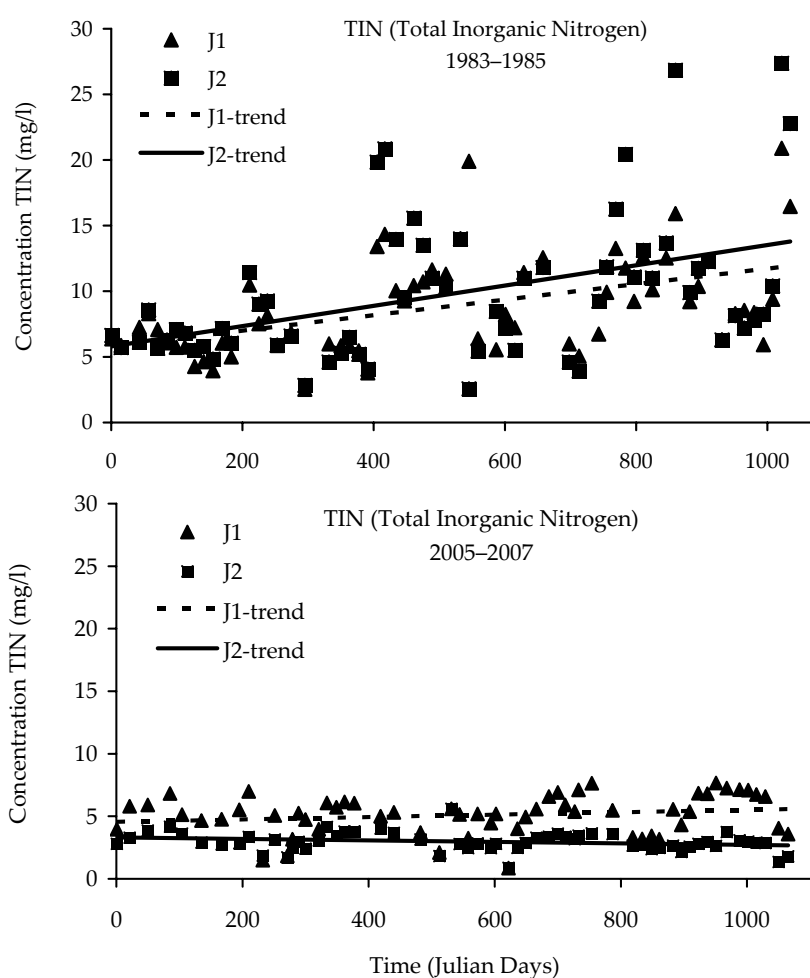 TIN (Total Inorganic Nitrogen)
1983–1985
J1
J2
J1-trend
J2-trend
Concentration TIN (mg/l)
30
25
20
15
10
5
0
0 200 400 600 800 1000
TIN (Total Inorganic Nitrogen)
2005–2007
J1
J2
J1-trend
J2-trend
Concentration TIN (mg/l)
30
25
20
15
10
5
0
0 200 400 600 800 1000
Time (Julian Days)